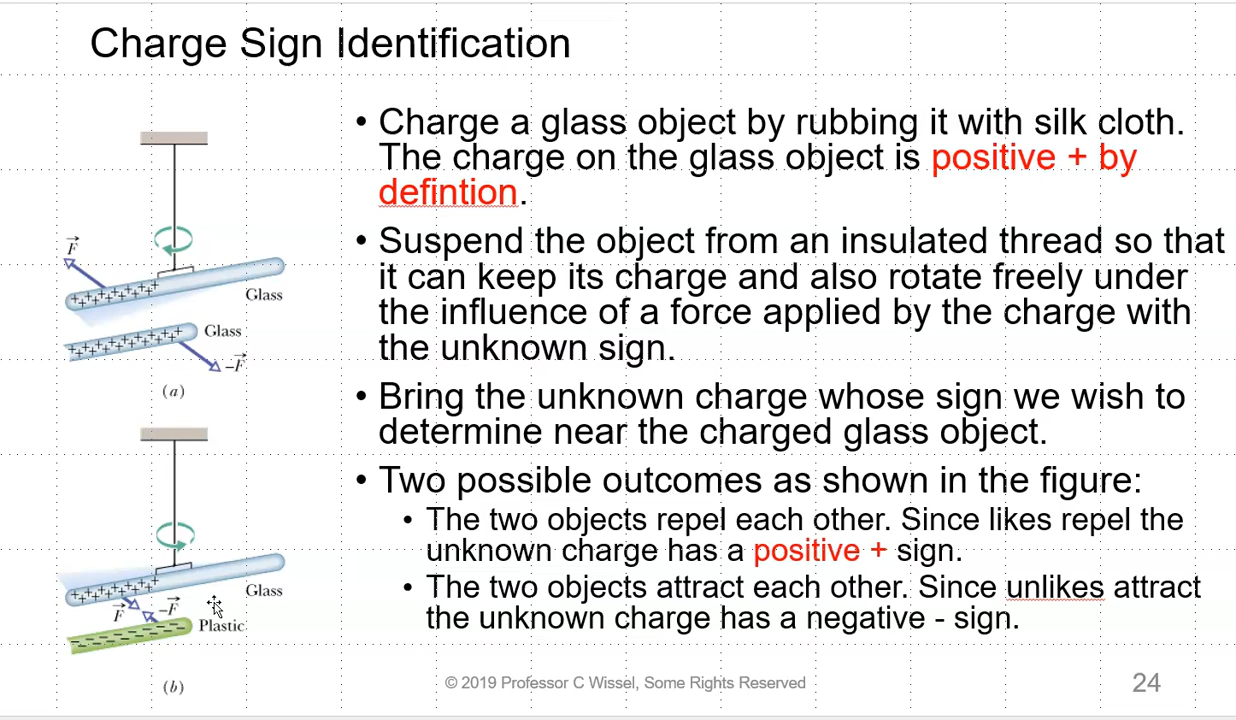 Charge Sign Identification
• Charge a glass object by rubbing it with silk cloth.
The charge on the glass object is positive + by
defintion.
• Suspend the object from an insulated thread so that
it can keep its charge and also rotate freely under
the influence of a force applied by the charge with
the unknown sign.
• Bring the unknown charge whose sign we wish to
determine near the charged glass object.
• Two possible outcomes as shown in the figure:
• The two objects repel each other. Since likes repel the
unknown charge has a positive + sign.
• The two objects attract each other. Since unlikes attract
the unknown charge has a negative - sign.
F⃗
Glass
Glass
–F⃗
(a)
Glass
F⃗
–F⃗
Plastic
(b)
© 2019 Professor C Wissel, Some Rights Reserved
24